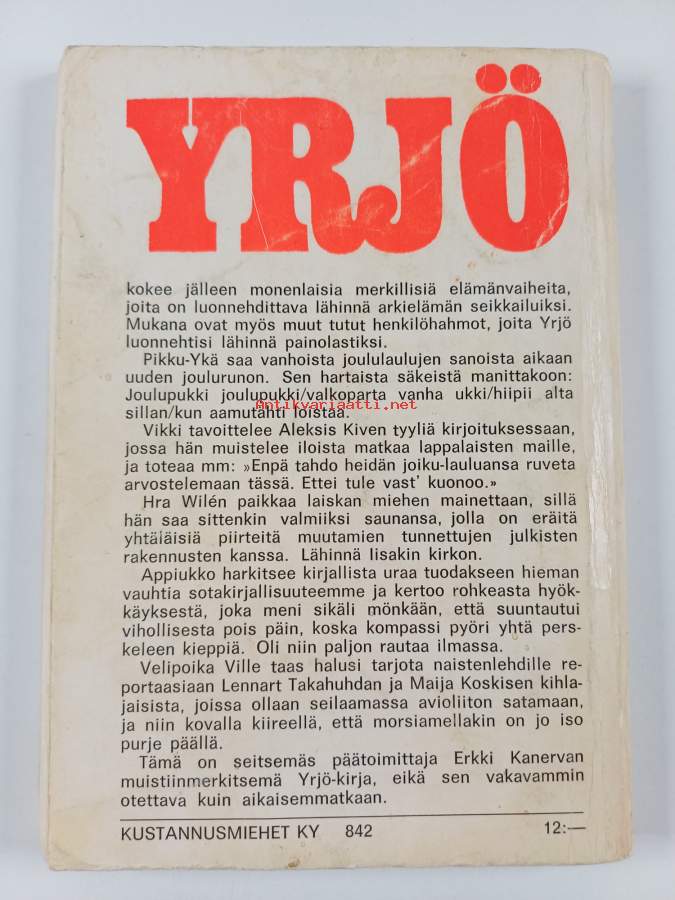 YRJÖ
kokee jälleen monenlaisia merkillisiä elämänvaiheita,
joita on luonnehdittava lähinnä arkielämän seikkailuiksi.
Mukana ovat myös muut tutut henkilöhahmot, joita Yrjö
luonnehtisi lähinnä painolastiksi.
Pikku-Ykä saa vanhoista joululaulujen sanoista aikaan
uuden joulurunon. Sen hartaista säkeistä manittakoon:
Joulupukki joulupukki/valkoparta vanha ukki/hiipii alta
Antikvariaatti.net
sillan/kun aamutähti loistaa.
Vikki tavoittelee Aleksis Kiven tyyliä kirjoituksessaan,
jossa hän muistelee iloista matkaa lappalaisten maille,
ja toteaa mm: »Enpä tahdo heidän joiku-lauluansa ruveta
arvostelemaan tässä. Ettei tule vast' kuonoo.»
Hra Wilén paikkaa laiskan miehen mainettaan, sillä
hän saa sittenkin valmiiksi saunansa, jolla on eräitä
yhtäläisiä piirteitä muutamien tunnettujen julkisten
rakennusten kanssa. Lähinnä Iisakin kirkon.
Appiukko harkitsee kirjallista uraa tuodakseen hieman
vauhtia sotakirjallisuuteemme ja kertoo rohkeasta hyök-
käyksestä, joka meni sikäli mönkään, että suuntautui
vihollisesta pois päin, koska kompassi pyöri yhtä pers-
keleen kieppiä. Oli niin paljon rautaa ilmassa.
Velipoika Ville taas halusi tarjota naistenlehdille re-
portaasiaan Lennart Takahuhdan ja Maija Koskisen kihla-
jaisista, joissa ollaan seilaamassa avioliiton satamaan,
ja niin kovalla kiireellä, että morsiamellakin on jo iso
purje päällä.
Tämä on seitsemäs päätoimittaja Erkki Kanervan
muistiinmerkitsemä Yrjö-kirja, eikä sen vakavammin
otettava kuin aikaisemmatkaan.
KUSTANNUSMIEHET KY 842 12:—